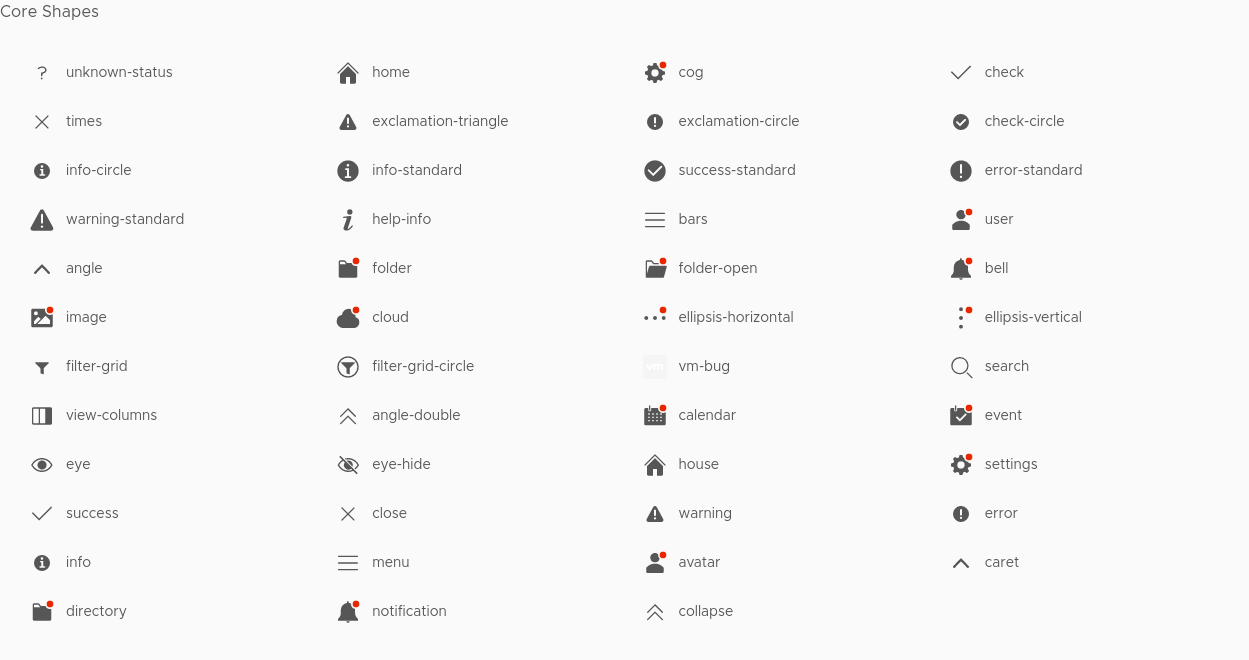 Core Shapes
? unknown-status home cog check
times exclamation-triangle exclamation-circle check-circle
info-circle info-standard success-standard error-standard
warning-standard help-info bars user
angle folder folder-open bell
image cloud ellipsis-horizontal ellipsis-vertical
filter-grid filter-grid-circle vm vm-bug search
view-columns angle-double calendar event
eye eye-hide house settings
success close warning error
info menu avatar caret
directory notification collapse